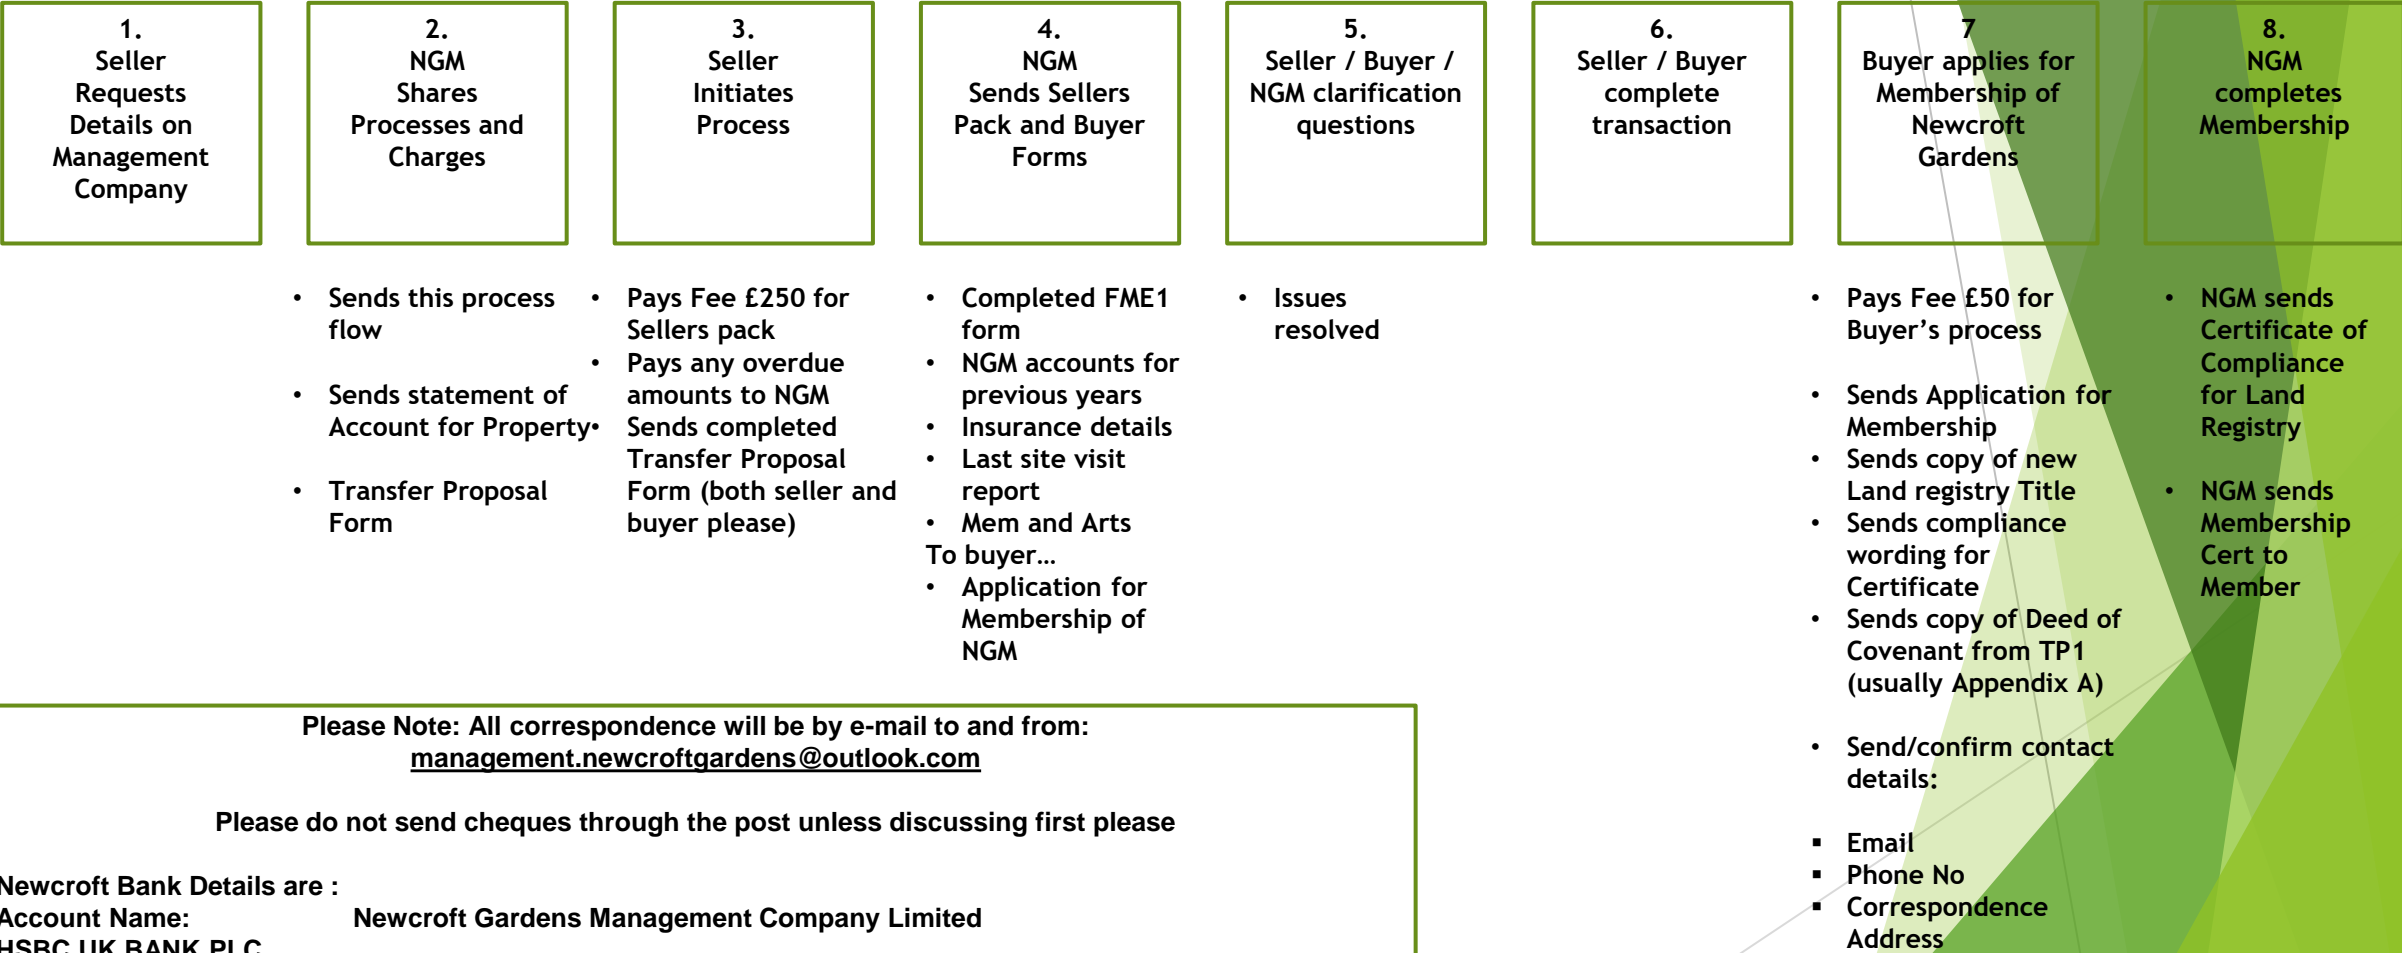 1.
Seller
Requests
Details on
Management
Company
2.
NGM
Shares
Processes and
Charges
3.
Seller
Initiates
Process
4.
NGM
Sends Sellers
Pack and Buyer
Forms
5.
Seller / Buyer /
NGM clarification
questions
6.
Seller / Buyer
complete
transaction
7
Buyer applies for
Membership of
Newcroft
Gardens
8.
NGM
completes
Membership
• Sends this process
flow
• Sends statement of
Account for Property
• Transfer Proposal
Form
• Pays Fee £250 for
Sellers pack
• Pays any overdue
amounts to NGM
• Sends completed
Transfer Proposal
Form (both seller and
buyer please)
• Completed FME1
form
• NGM accounts for
previous years
• Insurance details
• Last site visit
report
• Mem and Arts
To buyer…
• Application for
Membership of
NGM
• Issues
resolved
• Pays Fee £50 for
Buyer’s process
• Sends Application for
Membership
• Sends copy of new
Land registry Title
• Sends compliance
wording for
Certificate
• Sends copy of Deed of
Covenant from TP1
(usually Appendix A)
• Send/confirm contact
details:
▪ Email
▪ Phone No
▪ Correspondence
Address
• NGM sends
Certificate of
Compliance
for Land
Registry
• NGM sends
Membership
Cert to
Member
Please Note: All correspondence will be by e-mail to and from:
management.newcroftgardens@outlook.com
Please do not send cheques through the post unless discussing first please
Newcroft Bank Details are :
Account Name: Newcroft Gardens Management Company Limited
HSBC UK BANK PLC